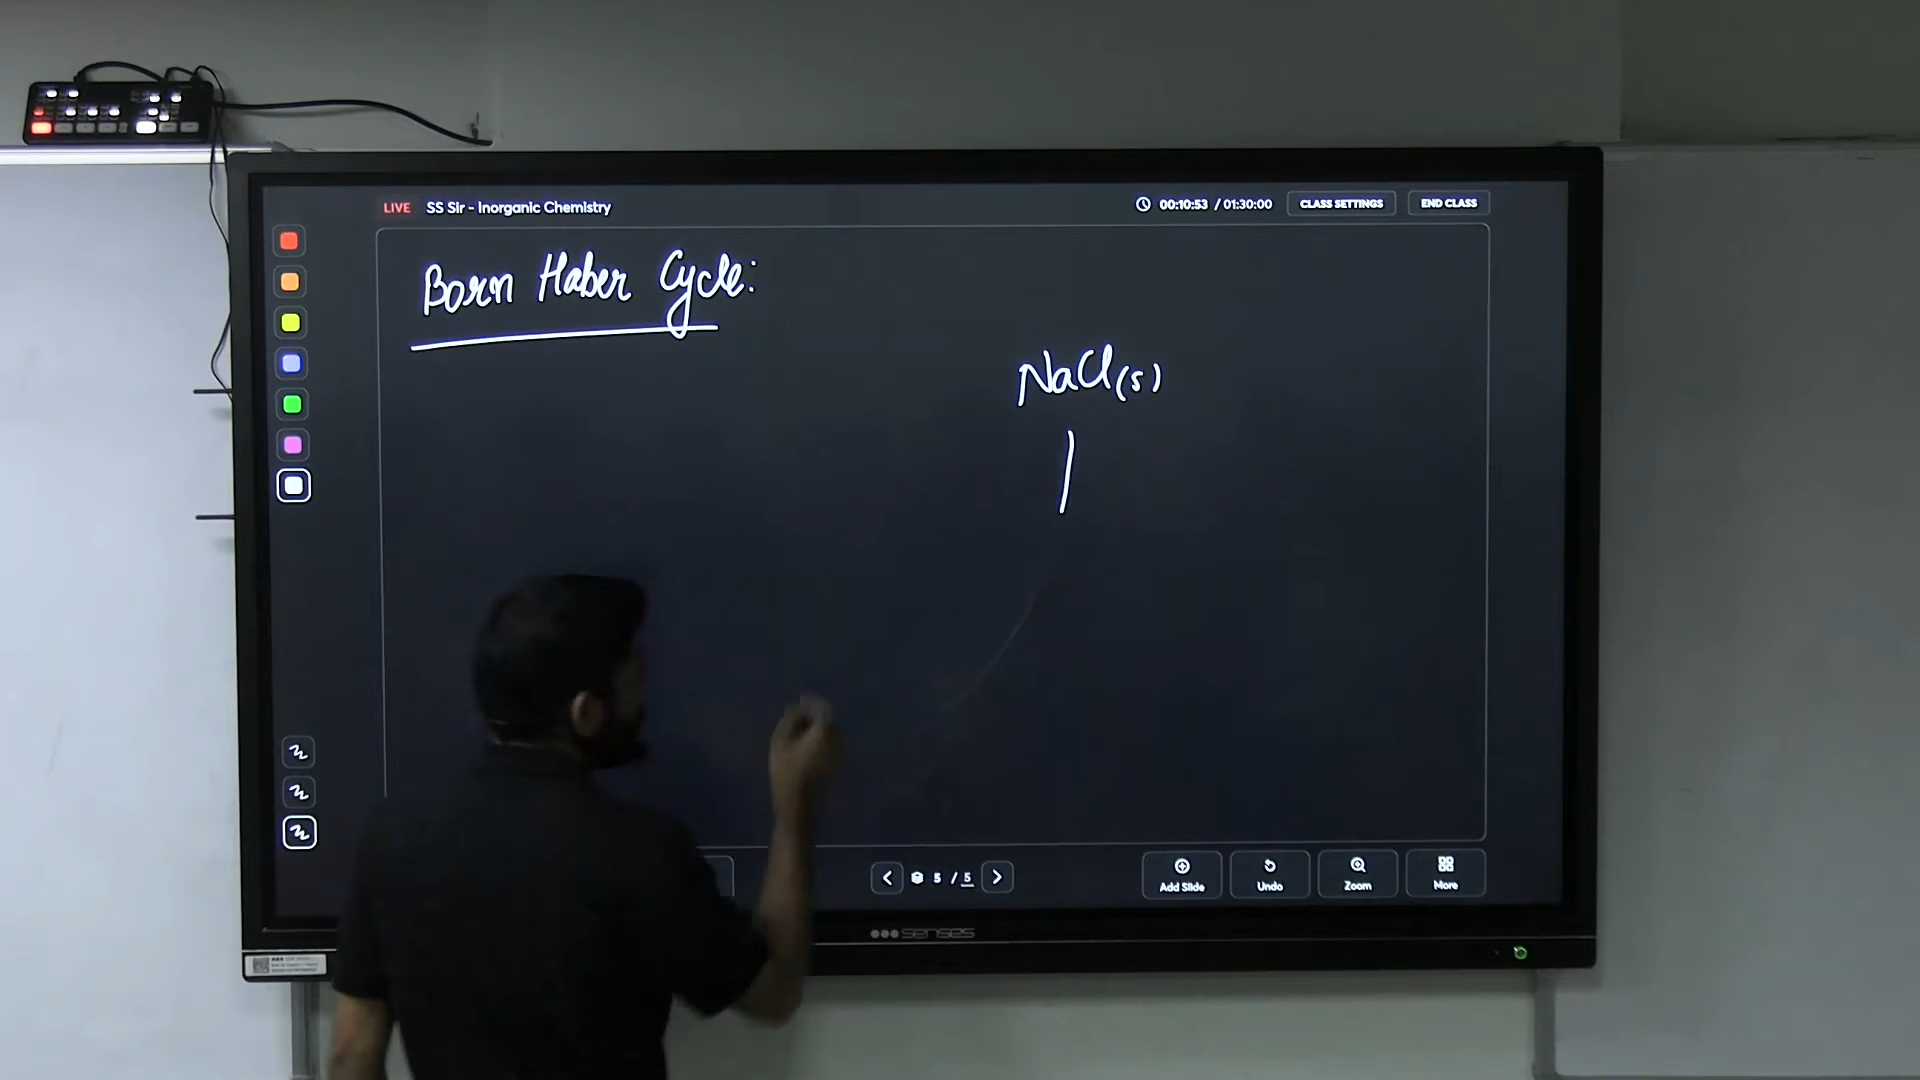 LIVE SS Sir - Inorganic Chemistry 00:10:53 / 01:30:00 CLASS SETTINGS END CLASS
Born Haber Cycle:
NaCl(s)
5 / 5
Add Slide Undo Zoom More
senses